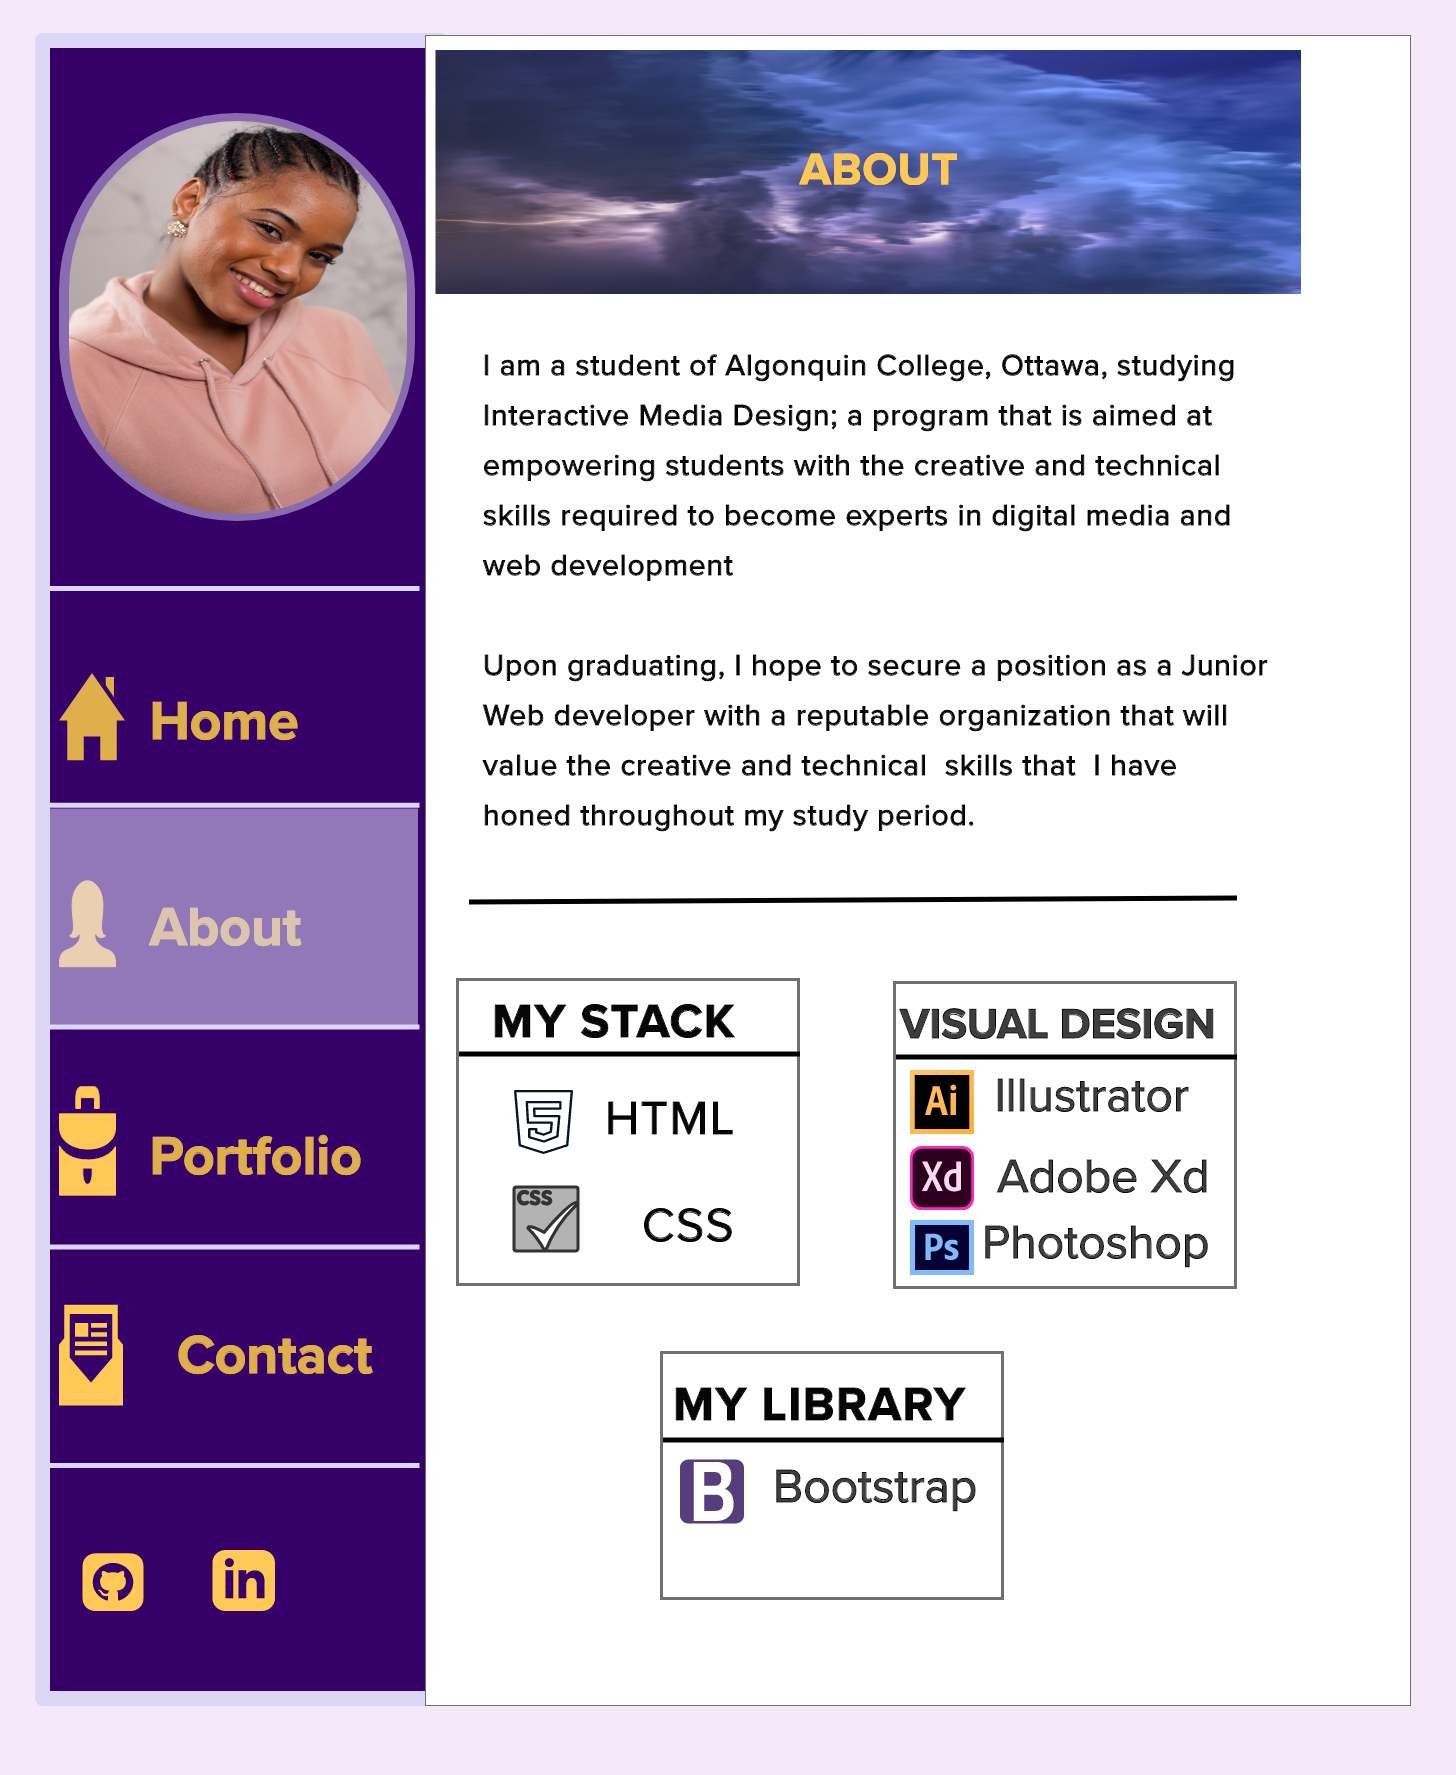 ABOUT
I am a student of Algonquin College, Ottawa, studying
Interactive Media Design; a program that is aimed at
empowering students with the creative and technical
skills required to become experts in digital media and
web development
Upon graduating, I hope to secure a position as a Junior
Web developer with a reputable organization that will
value the creative and technical  skills that  I have
honed throughout my study period.
Home
About
Portfolio
Contact
in
MY STACK
5 HTML
CSS CSS
VISUAL DESIGN
Ai Illustrator
Xd Adobe Xd
Ps Photoshop
MY LIBRARY
B Bootstrap